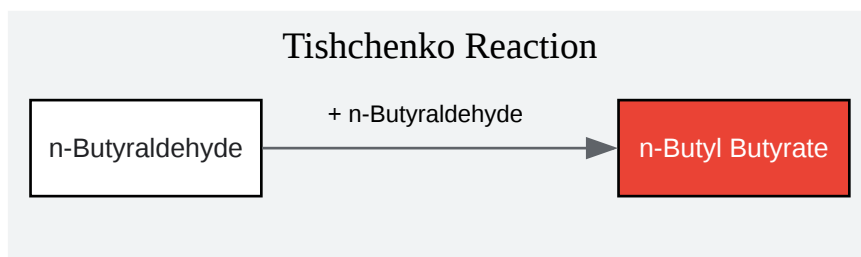 Tishchenko Reaction
+ n-Butyraldehyde
n-Butyraldehyde
n-Butyl Butyrate